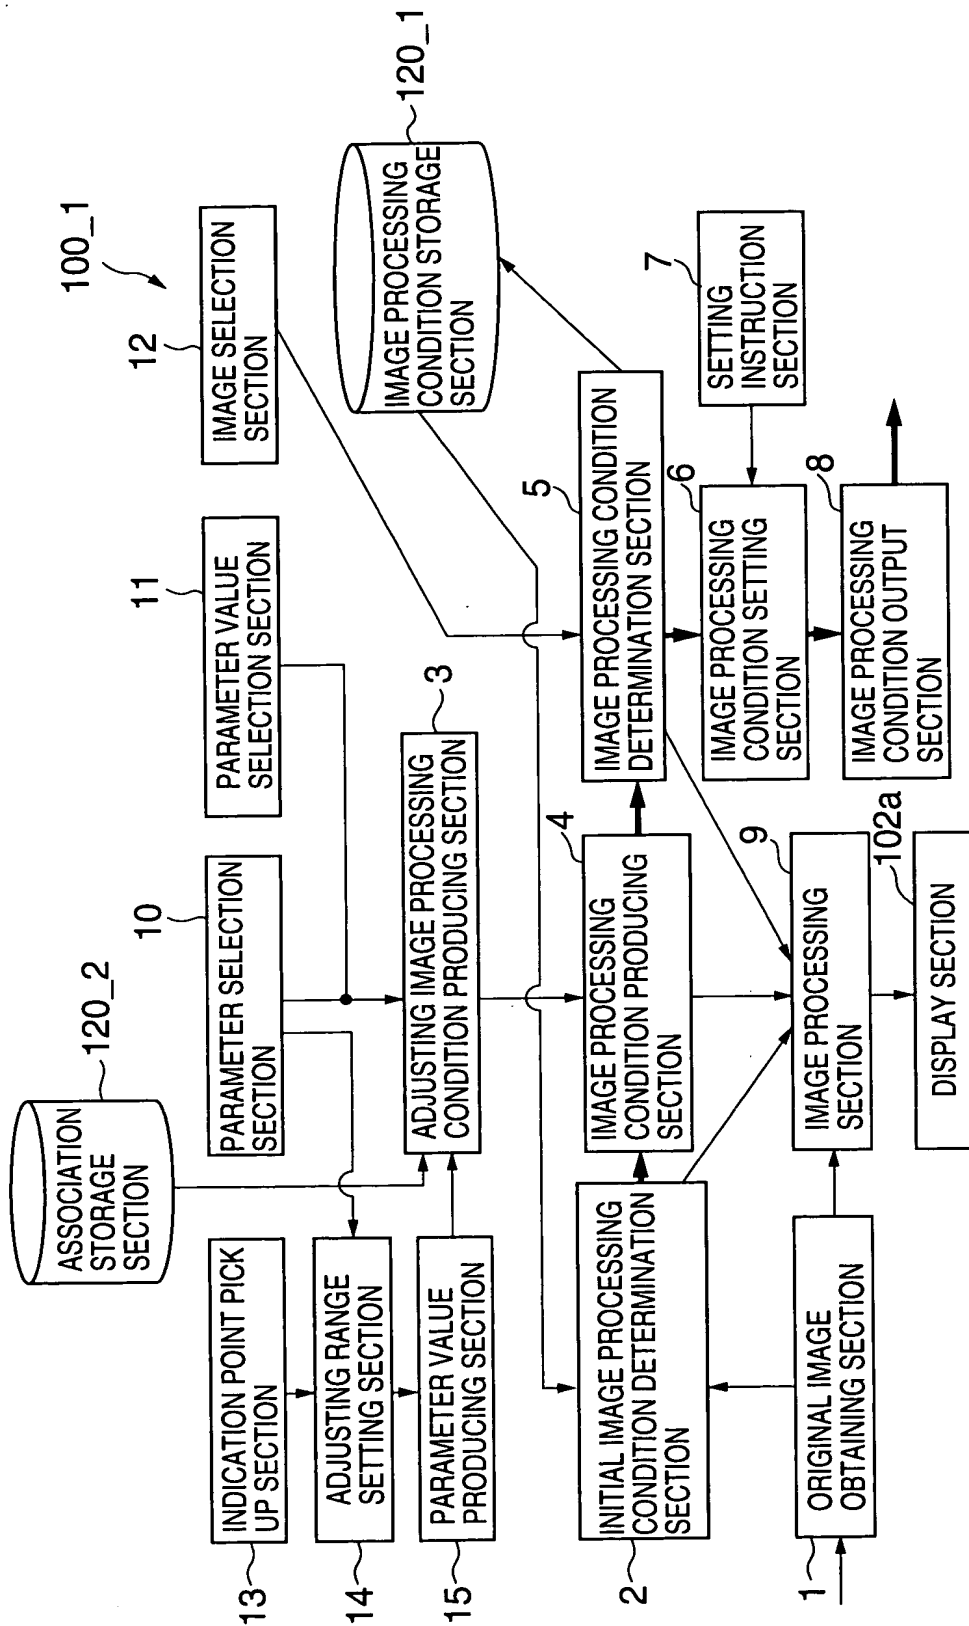 100_1
120_2
ASSOCIATION
STORAGE
SECTION
120_1
IMAGE PROCESSING
CONDITION STORAGE
SECTION
13
INDICATION POINT PICK
UP SECTION
10
PARAMETER SELECTION
SECTION
11
PARAMETER VALUE
SELECTION SECTION
12
IMAGE SELECTION
SECTION
14
ADJUSTING RANGE
SETTING SECTION
15
PARAMETER VALUE
PRODUCING SECTION
3
ADJUSTING IMAGE PROCESSING
CONDITION PRODUCING SECTION
2
INITIAL IMAGE PROCESSING
CONDITION DETERMINATION
SECTION
4
IMAGE PROCESSING
CONDITION PRODUCING
SECTION
5
IMAGE PROCESSING CONDITION
DETERMINATION SECTION
6
IMAGE PROCESSING
CONDITION SETTING
SECTION
7
SETTING
INSTRUCTION
SECTION
1
ORIGINAL IMAGE
OBTAINING SECTION
9
IMAGE PROCESSING
SECTION
8
IMAGE PROCESSING
CONDITION OUTPUT
SECTION
102a
DISPLAY SECTION